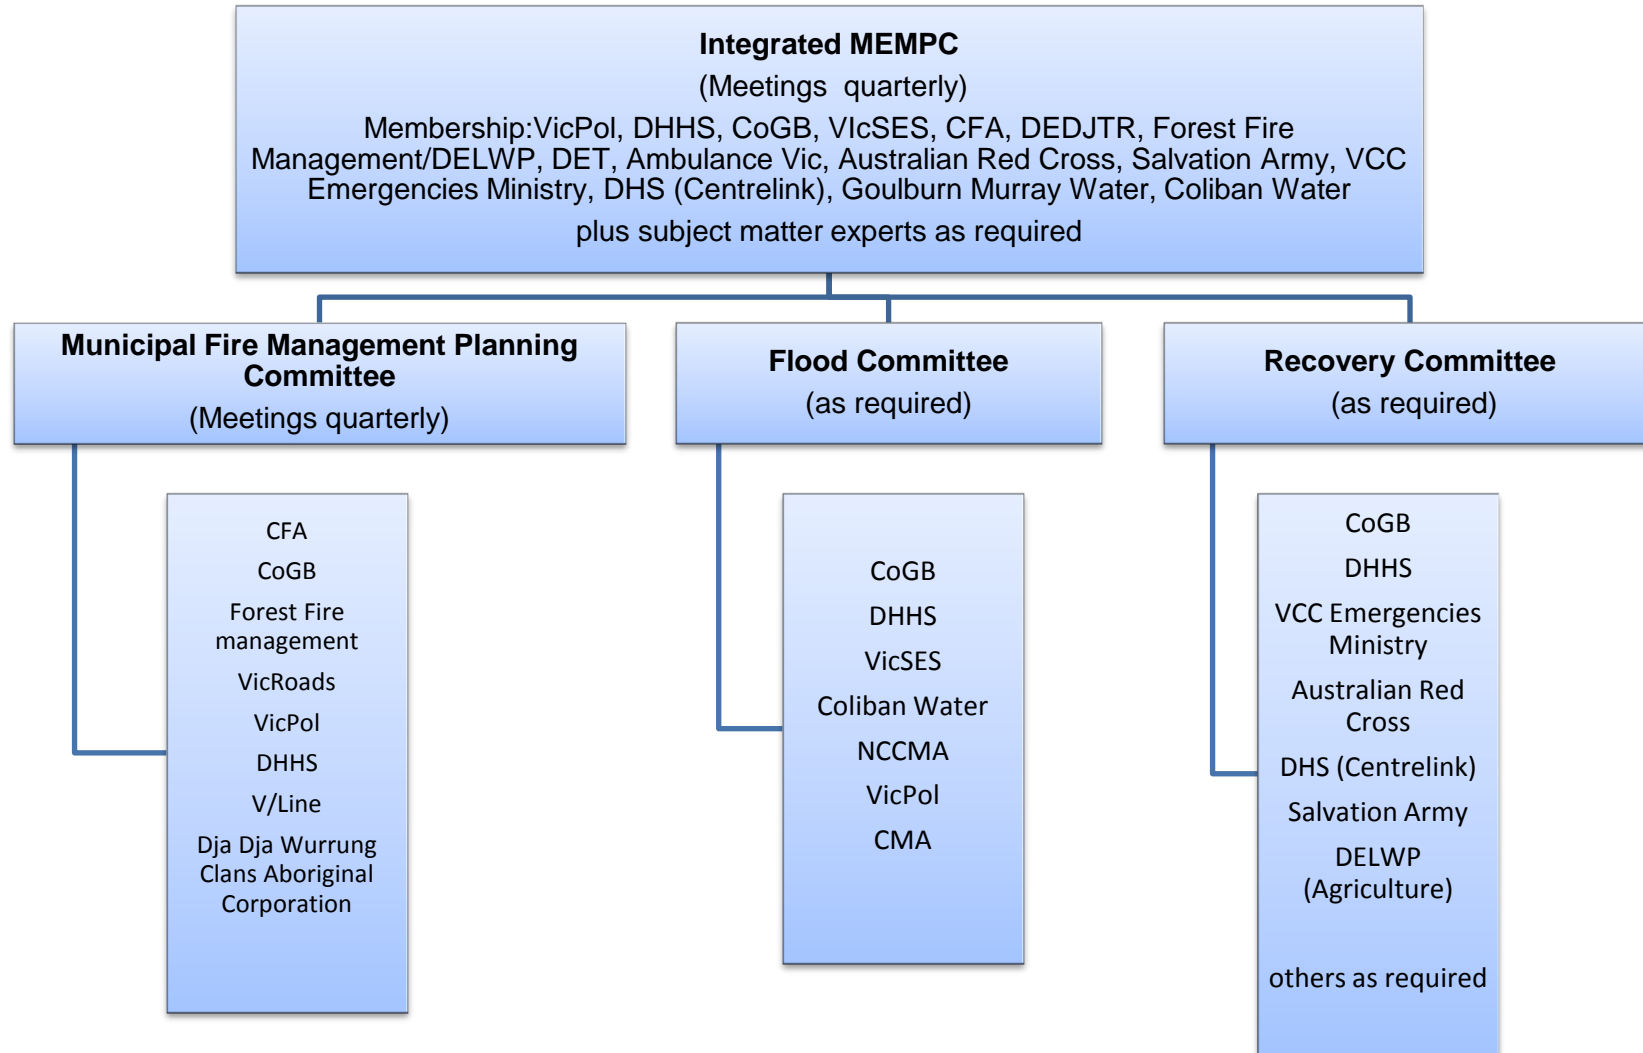 Integrated MEMPC
(Meetings quarterly)
Membership:VicPol, DHHS, CoGB, VIcSES, CFA, DEDJTR, Forest Fire
Management/DELWP, DET, Ambulance Vic, Australian Red Cross, Salvation Army, VCC
Emergencies Ministry, DHS (Centrelink), Goulburn Murray Water, Coliban Water
plus subject matter experts as required
Municipal Fire Management Planning
Committee
(Meetings quarterly)
CFA
CoGB
Forest Fire
management
VicRoads
VicPol
DHHS
V/Line
Dja Dja Wurrung
Clans Aboriginal
Corporation
Flood Committee
(as required)
CoGB
DHHS
VicSES
Coliban Water
NCCMA
VicPol
CMA
Recovery Committee
(as required)
CoGB
DHHS
VCC Emergencies
Ministry
Australian Red
Cross
DHS (Centrelink)
Salvation Army
DELWP
(Agriculture)
others as required